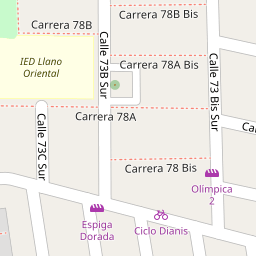 Carrera 78B Bis
Carrera 78B
Calle 73B Sur
Calle 73 Bis Sur
IED Llano
Oriental
Carrera 78A Bis
Carrera 78A
Calle 73C Sur
Carrera 78 Bis
Olímpica
2
Espiga
Dorada
Ciclo Dianis